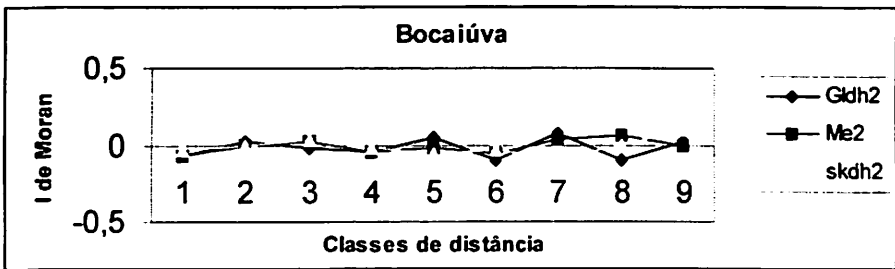 Bocaiúva
I de Moran
0,5
0
-0,5
1 2 3 4 5 6 7 8 9
Classes de distância
Gldh2
Me2
skdh2